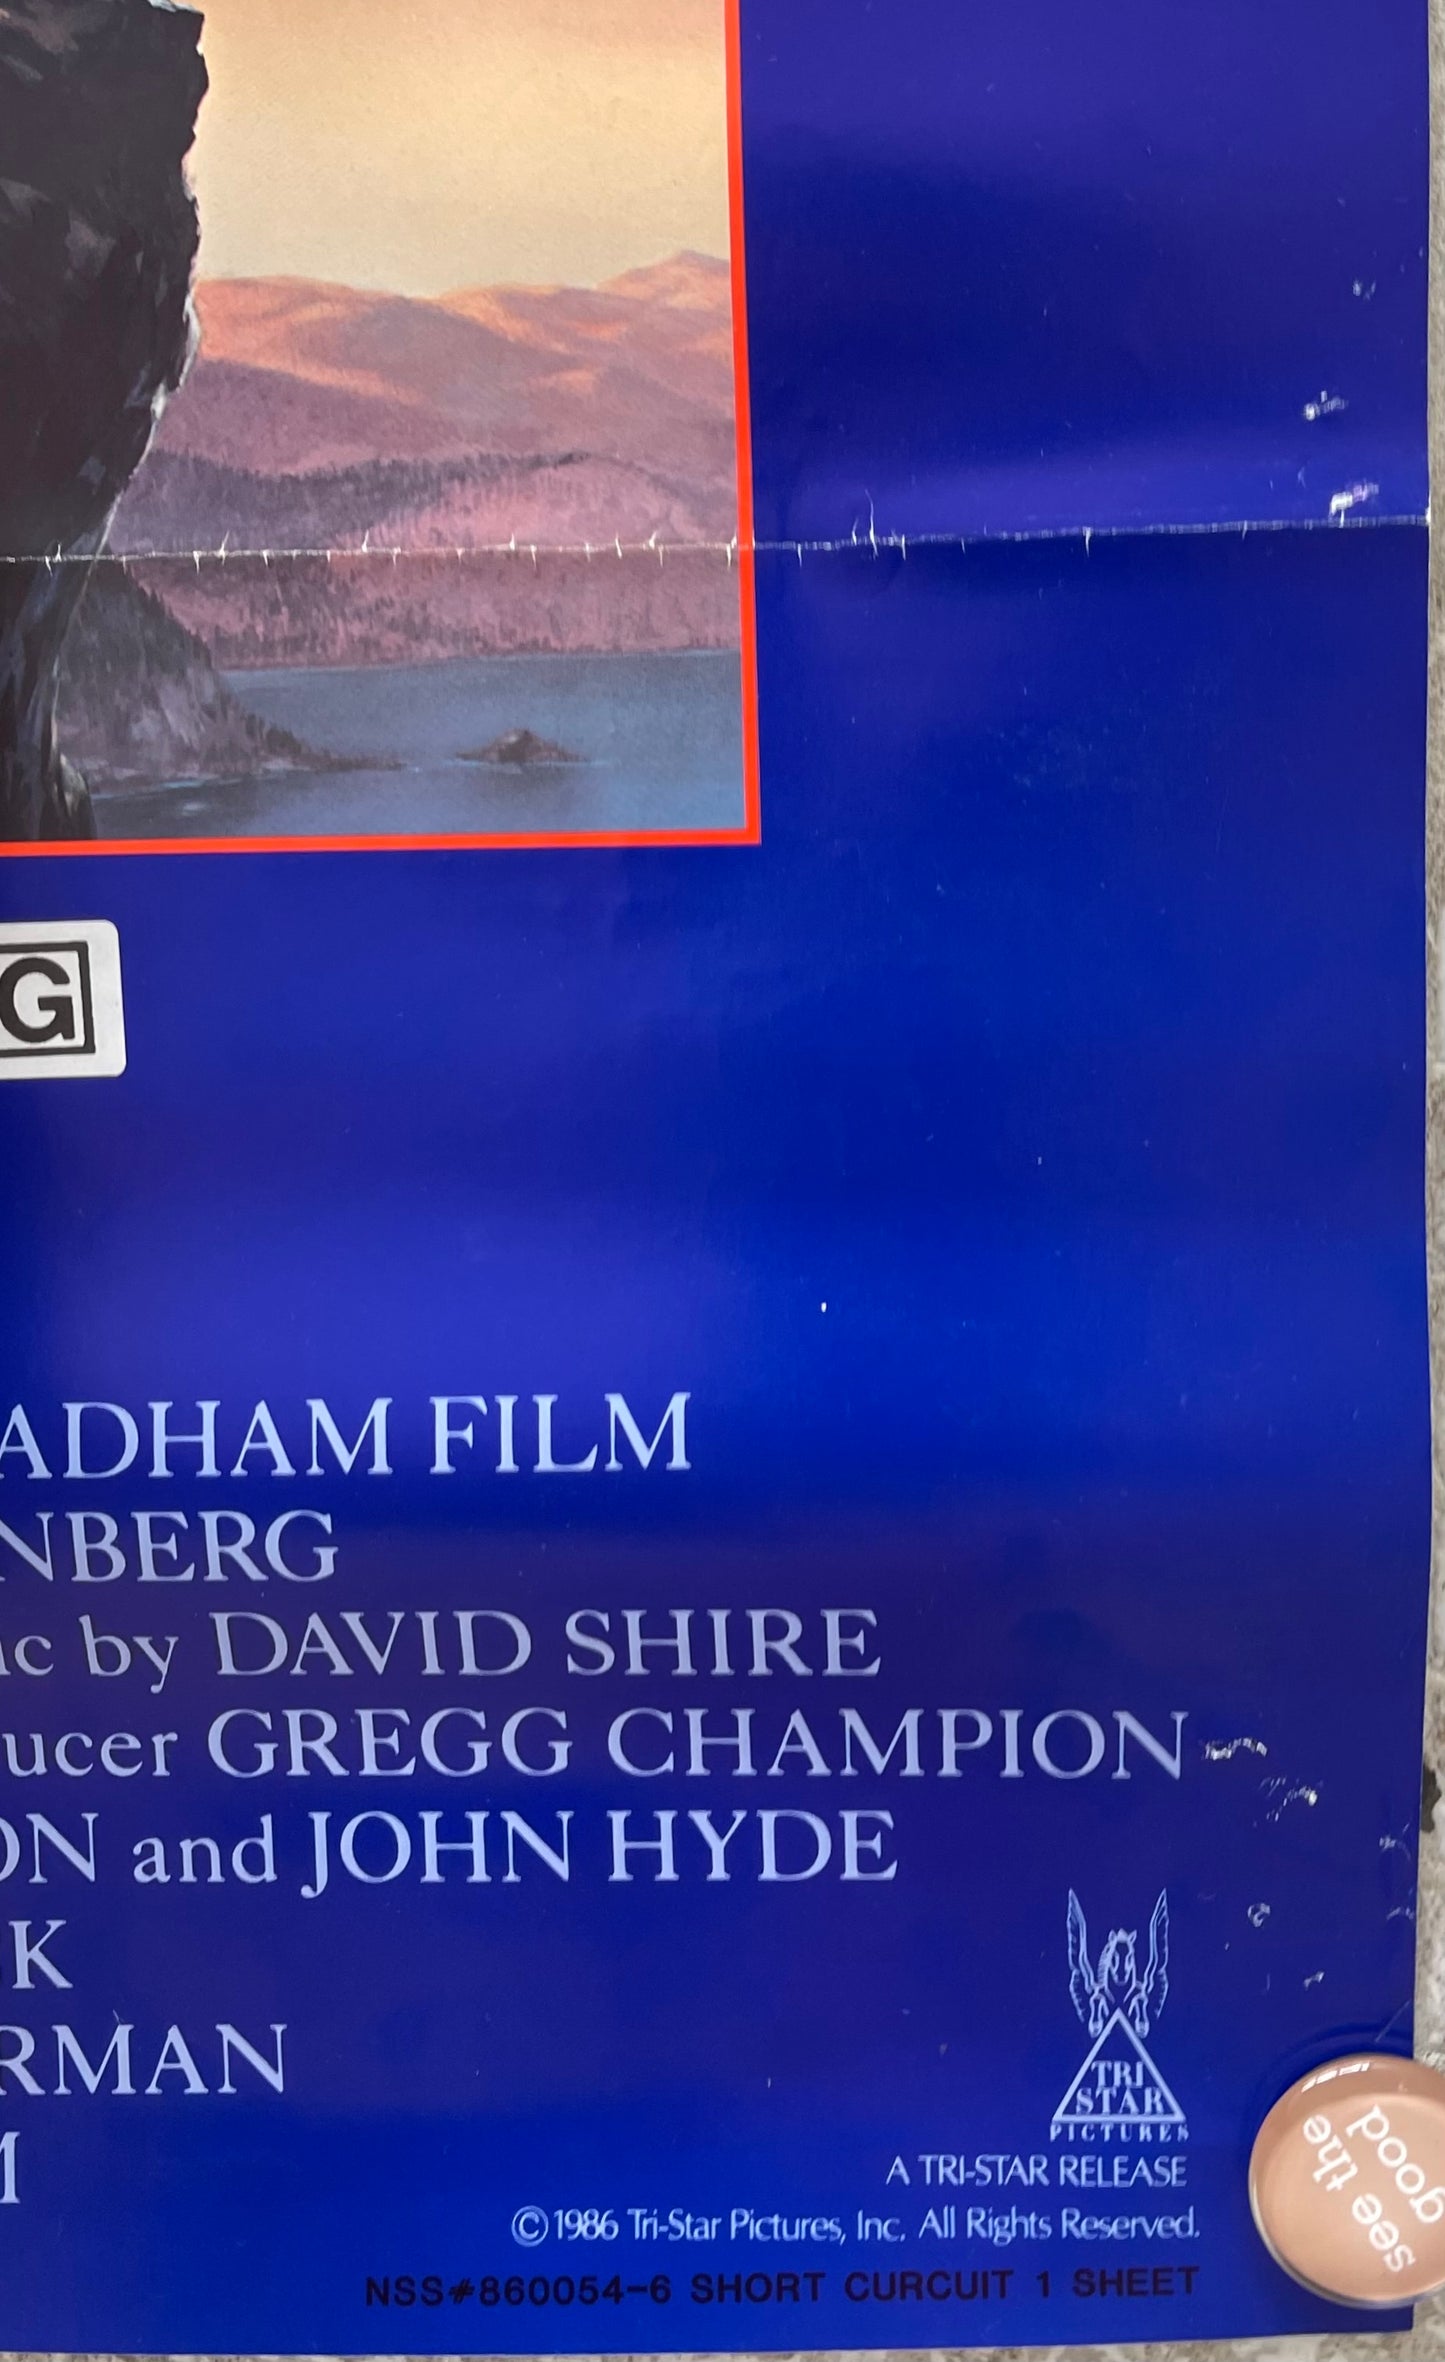 G
ADHAM FILM
NBERG
ic by DAVID SHIRE
ucer GREGG CHAMPION
ON and JOHN HYDE
K
RMAN
M
TRI
STAR
PICTURES
A TRI-STAR RELEASE
©1986 Tri-Star Pictures, Inc. All Rights Reserved.
NSS#860054-6 SHORT CURCUIT 1 SHEET
see the
good